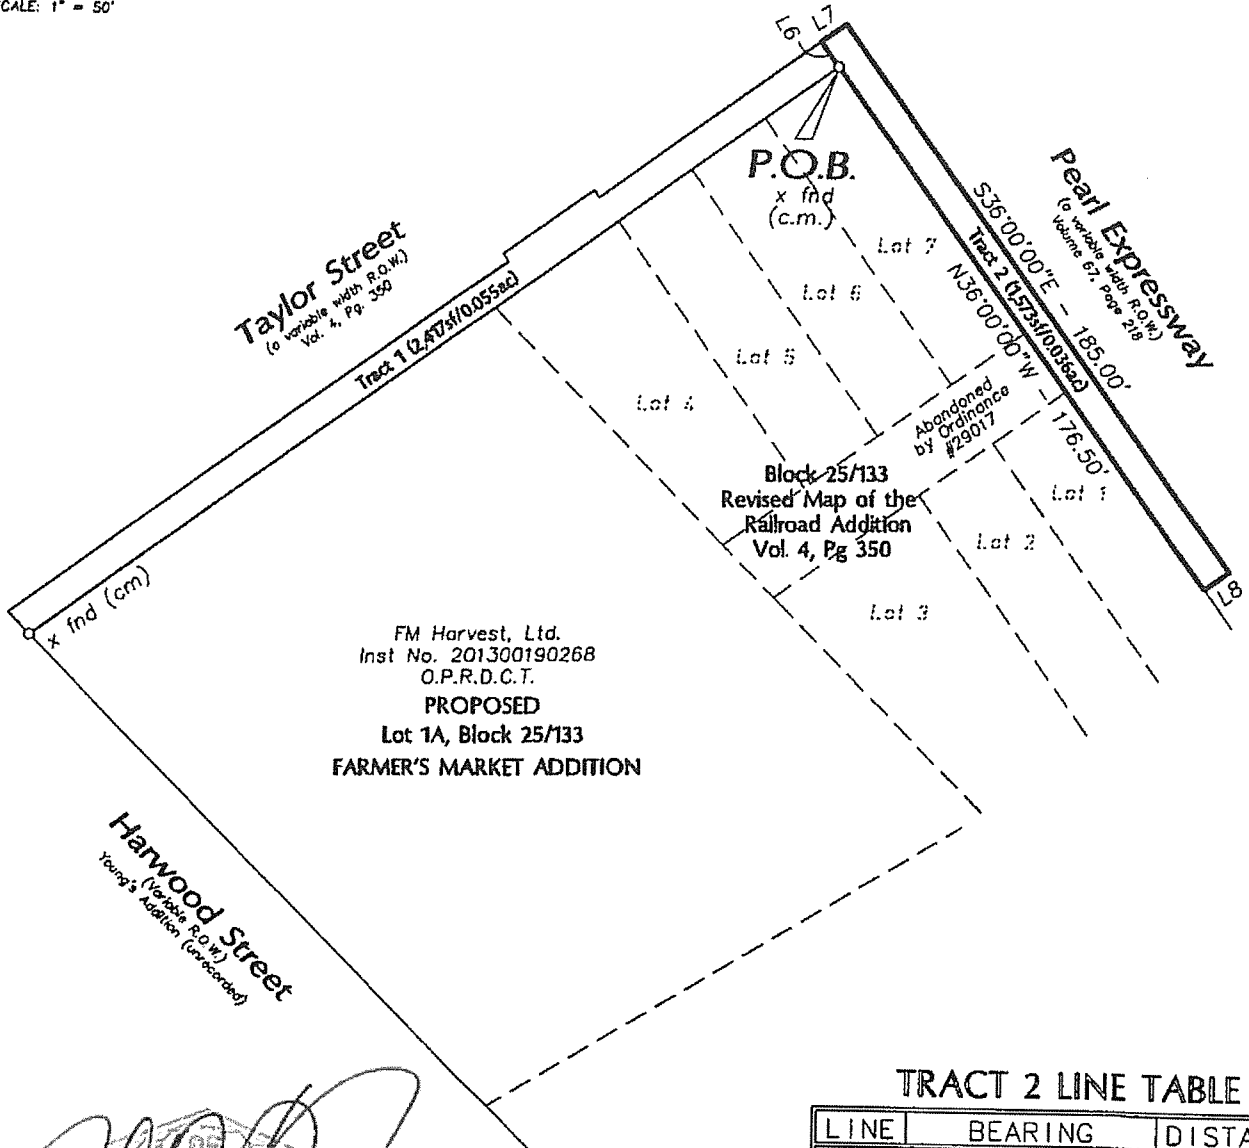 SCALE: 1" = 50'
L6
L7
P.O.B.
x fnd
(c.m.)
Pearl Expressway
(a variable width R.O.W.)
Volume 67, Page 218
S36°00'00"E - 185.00'
Tract 2 (1,573sf/0.036ac)
N36°00'00"W - 176.50'
Taylor Street
(a variable width R.O.W.)
Vol. 4, Pg. 350
Tract 1 (2,417sf/0.055ac)
Lot 7
Lot 6
Lot 5
Lot 4
Abandoned
by Ordinance
#29017
Block 25/133
Revised Map of the
Railroad Addition
Vol. 4, Pg 350
Lot 1
Lot 2
Lot 3
L8
x fnd (cm)
FM Harvest, Ltd.
Inst No. 201300190268
O.P.R.D.C.T.
PROPOSED
Lot 1A, Block 25/133
FARMER'S MARKET ADDITION
Harwood Street
(Variable R.O.W.)
Young's Addition (unrecorded)
TRACT 2 LINE TABLE
LINE BEARING DISTA